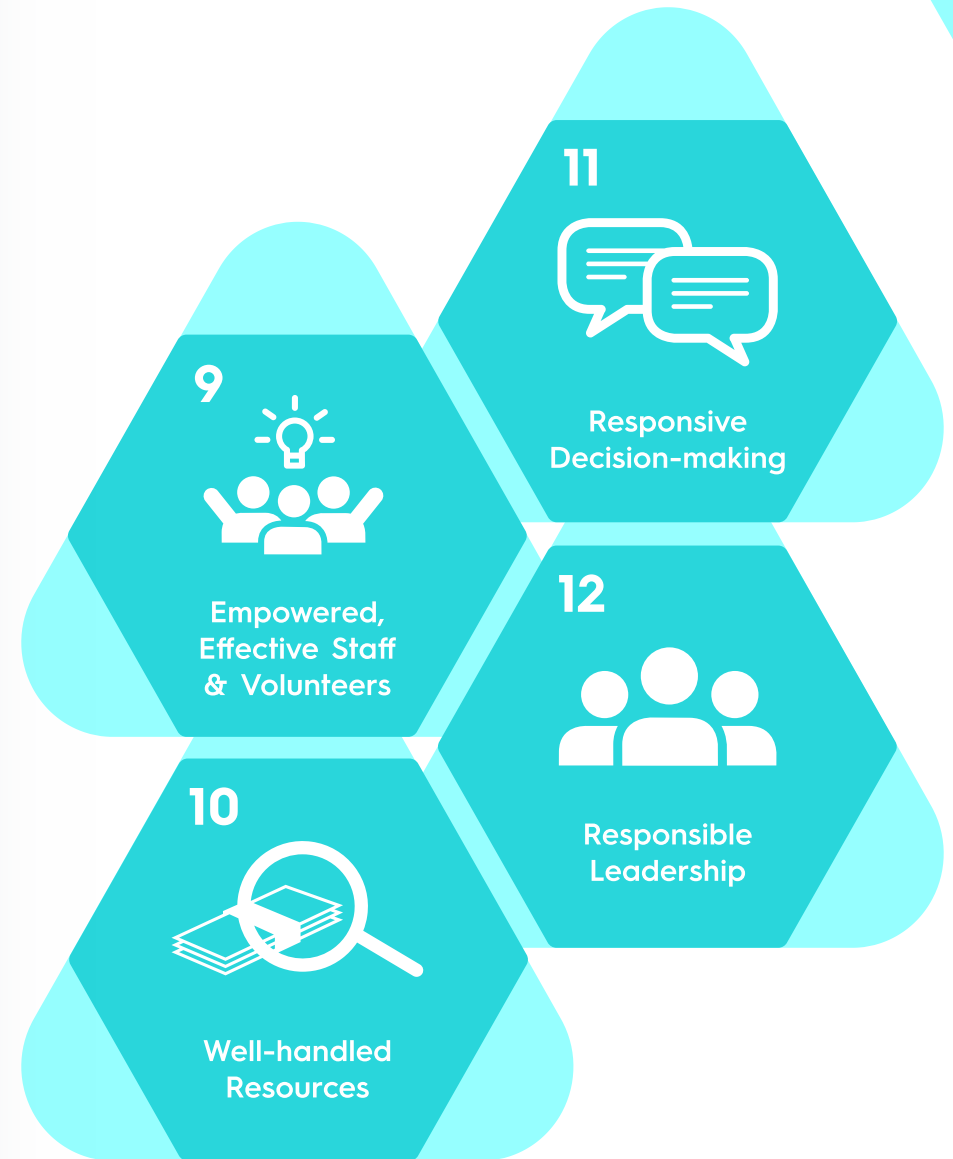 9
Empowered,
Effective Staff
& Volunteers
10
Well-handled
Resources
11
Responsive
Decision-making
12
Responsible
Leadership